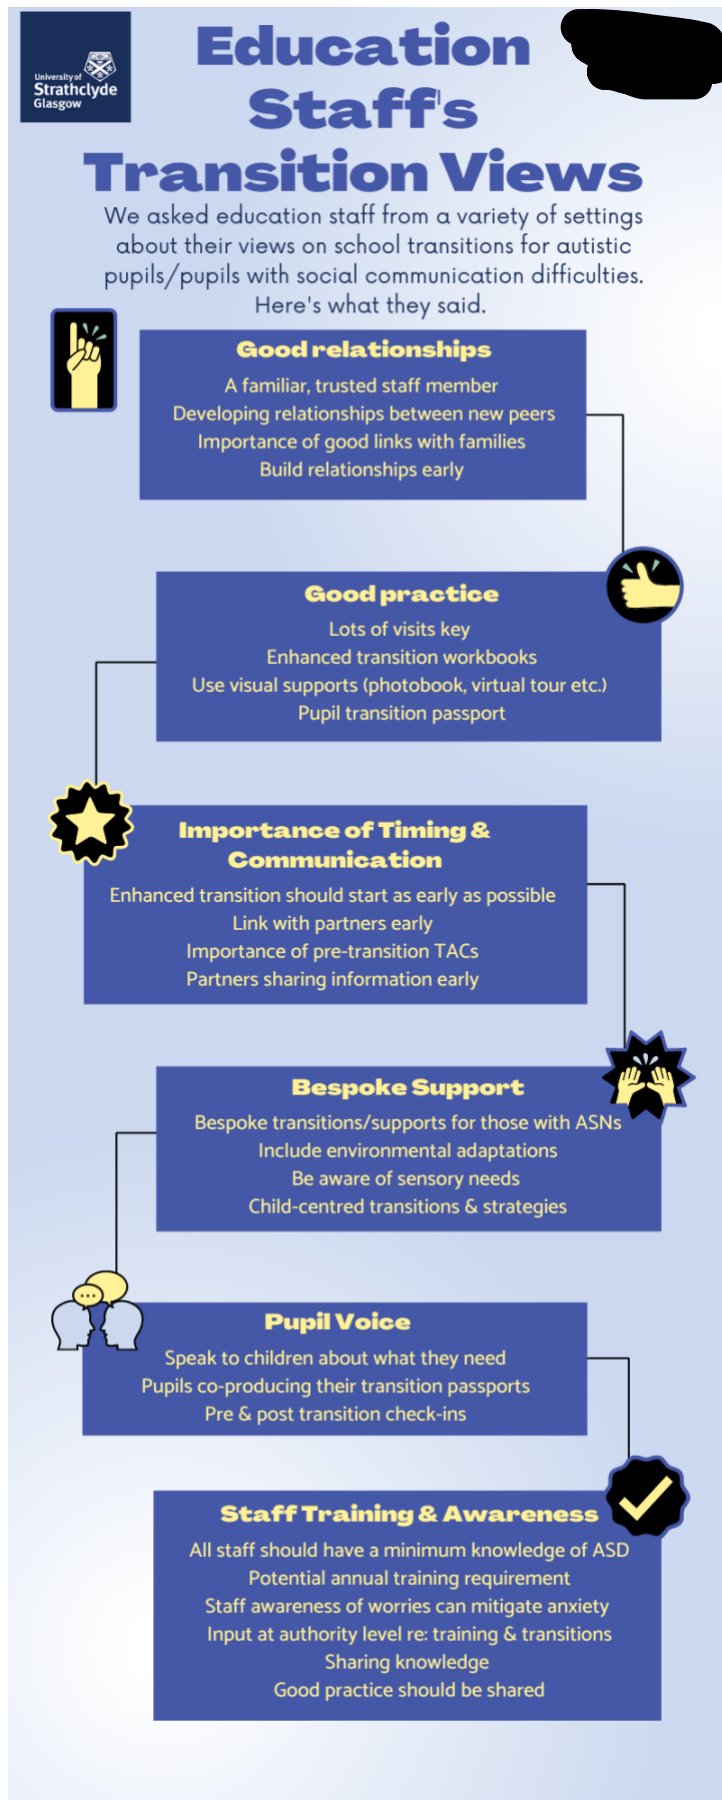 University of
Strathclyde
Glasgow
Education
Staff's
Transition Views
We asked education staff from a variety of settings
about their views on school transitions for autistic
pupils/pupils with social communication difficulties.
Here's what they said.
Good relationships
A familiar, trusted staff member
Developing relationships between new peers
Importance of good links with families
Build relationships early
Good practice
Lots of visits key
Enhanced transition workbooks
Use visual supports (photobook, virtual tour etc.)
Pupil transition passport
Importance of Timing &
Communication
Enhanced transition should start as early as possible
Link with partners early
Importance of pre-transition TACs
Partners sharing information early
Bespoke Support
Bespoke transitions/supports for those with ASNs
Include environmental adaptations
Be aware of sensory needs
Child-centred transitions & strategies
Pupil Voice
Speak to children about what they need
Pupils co-producing their transition passports
Pre & post transition check-ins
Staff Training & Awareness
All staff should have a minimum knowledge of ASD
Potential annual training requirement
Staff awareness of worries can mitigate anxiety
Input at authority level re: training & transitions
Sharing knowledge
Good practice should be shared